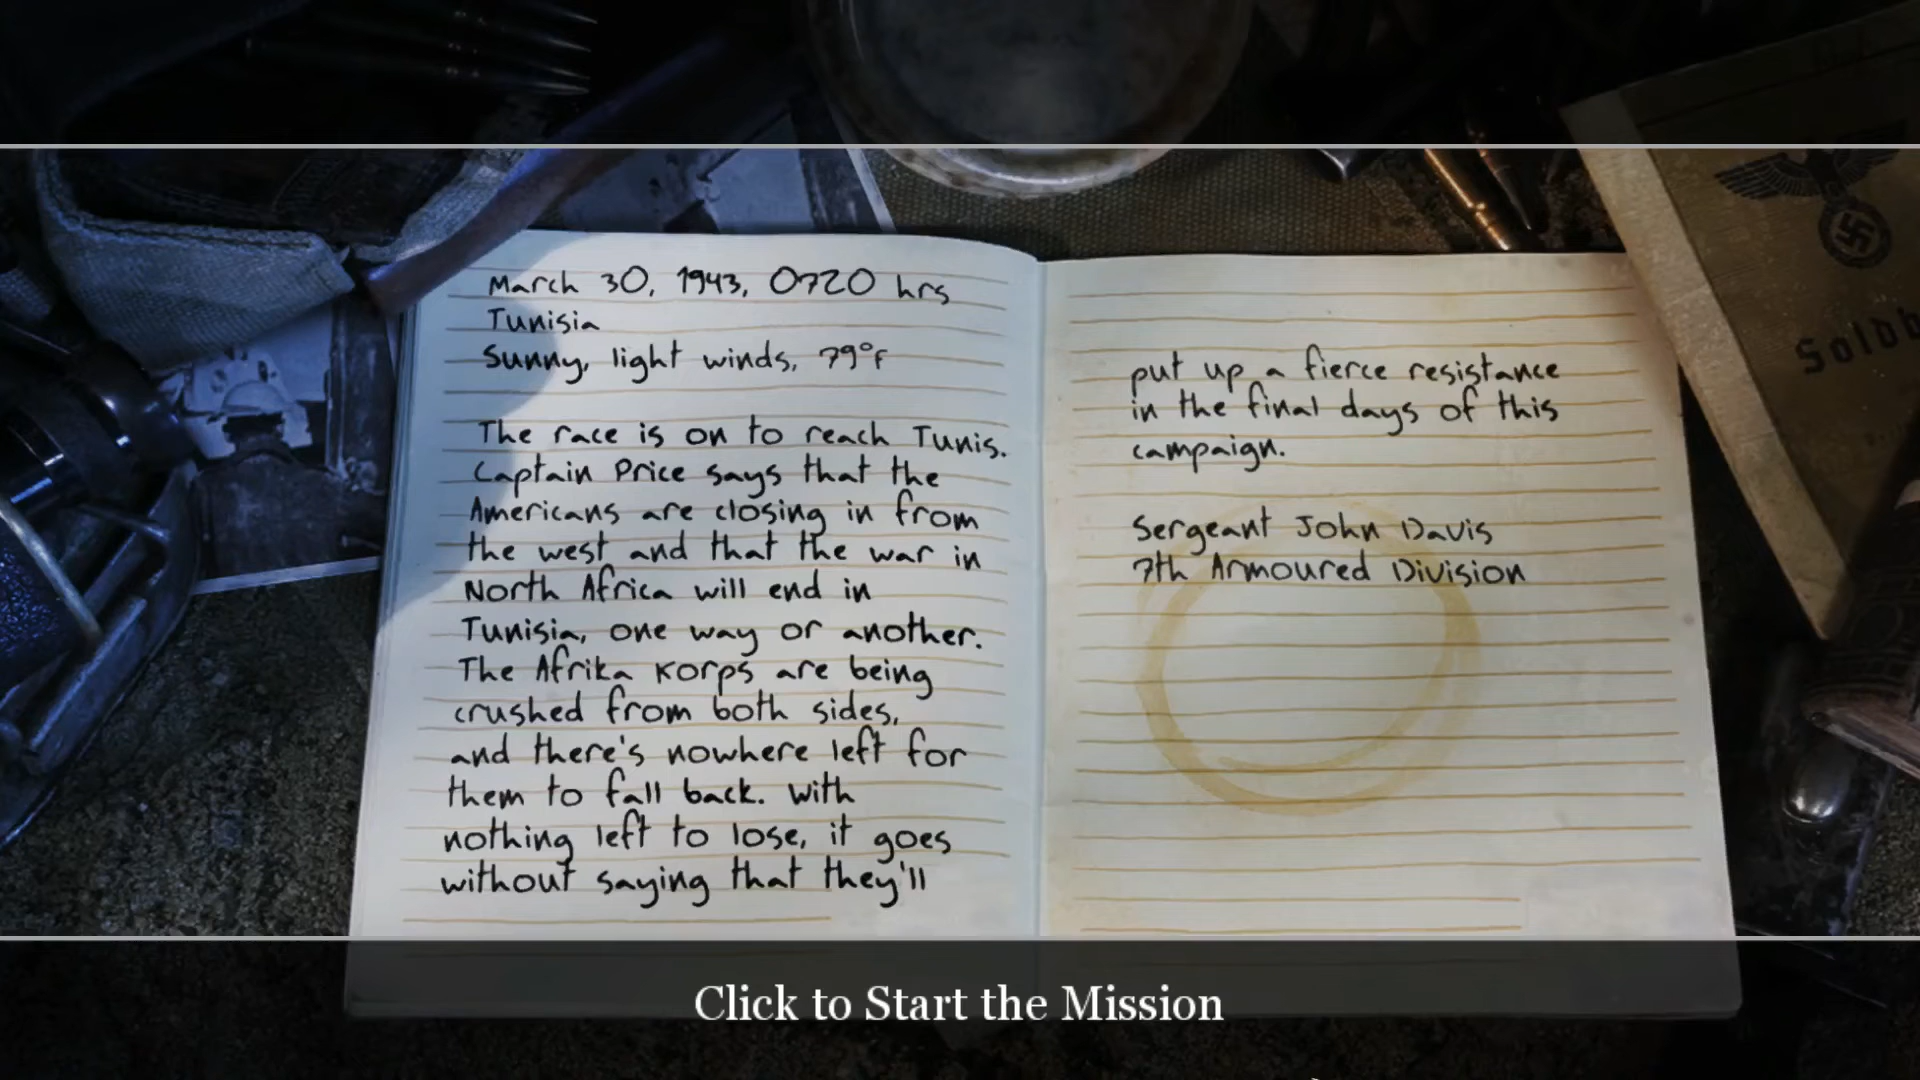 March 30, 1943, 0720 hrs
Tunisia
Sunny, light winds, 79°F
The race is on to reach Tunis.
Captain Price says that the
Americans are closing in from
the west and that the war in
North Africa will end in
Tunisia, one way or another.
The Afrika Korps are being
crushed from both sides,
and there's nowhere left for
them to fall back. With
nothing left to lose, it goes
without saying that they'll
put up a fierce resistance
in the final days of this
campaign.
Sergeant John Davis
7th Armoured Division
Soldb
Click to Start the Mission